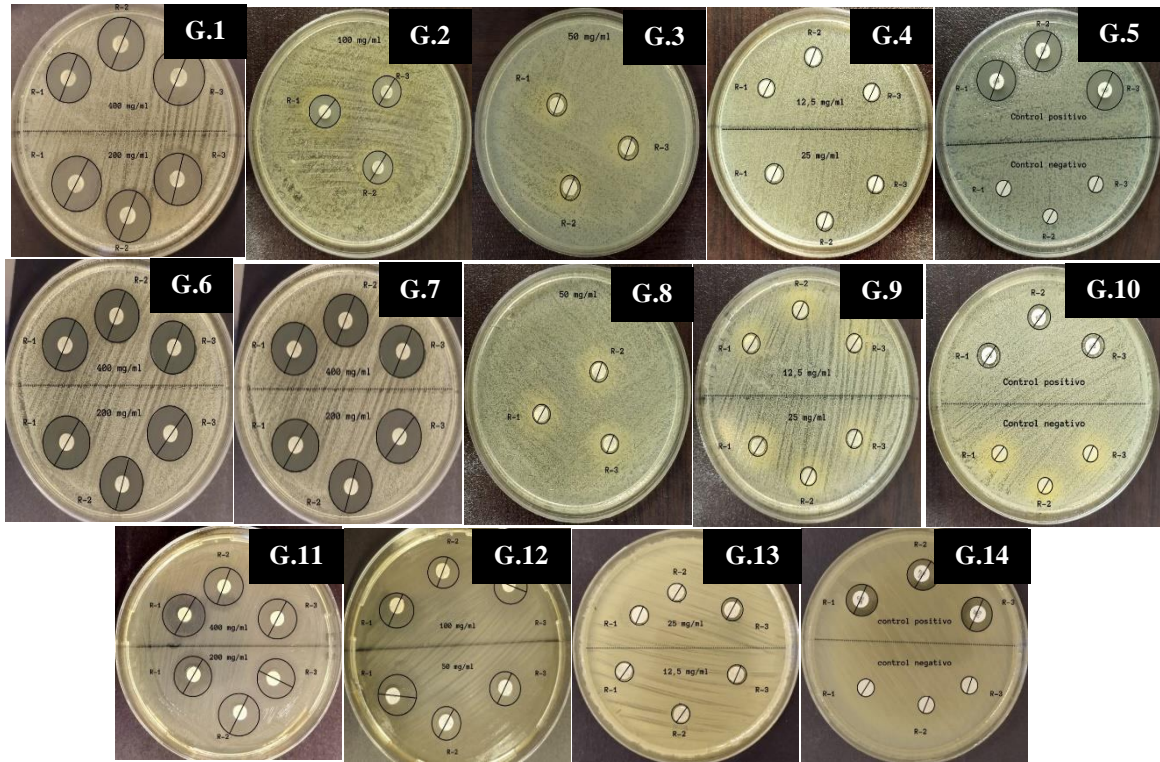 G.1
R-2
R-1
R-3
400 mg/ml
200 mg/ml
R-1
R-3
R-2
G.2
100 mg/ml
R-3
R-1
R-2
G.3
50 mg/ml
R-1
R-3
R-2
G.4
R-2
R-1
R-3
12,5 mg/ml
25 mg/ml
R-1
R-3
R-2
G.5
R-2
R-1
R-3
Control positivo
Control negativo
R-1
R-3
R-2
G.6
R-2
R-1
R-3
400 mg/ml
200 mg/ml
R-1
R-3
R-2
G.7
R-2
R-1
R-3
400 mg/ml
200 mg/ml
R-1
R-3
R-2
G.8
50 mg/ml
R-2
R-1
R-3
G.9
R-2
R-1
R-3
12,5 mg/ml
25 mg/ml
R-1
R-3
R-2
G.10
R-2
R-1
R-3
Control positivo
Control negativo
R-1
R-3
R-2
G.11
R-2
R-1
R-3
400 mg/ml
200 mg/ml
R-1
R-3
R-2
G.12
R-2
R-1
R-3
100 mg/ml
50 mg/ml
R-1
R-3
R-2
G.13
R-2
R-1
R-3
25 mg/ml
12,5 mg/ml
R-1
R-3
R-2
G.14
R-2
R-1
R-3
control positivo
control negativo
R-1
R-3
R-2